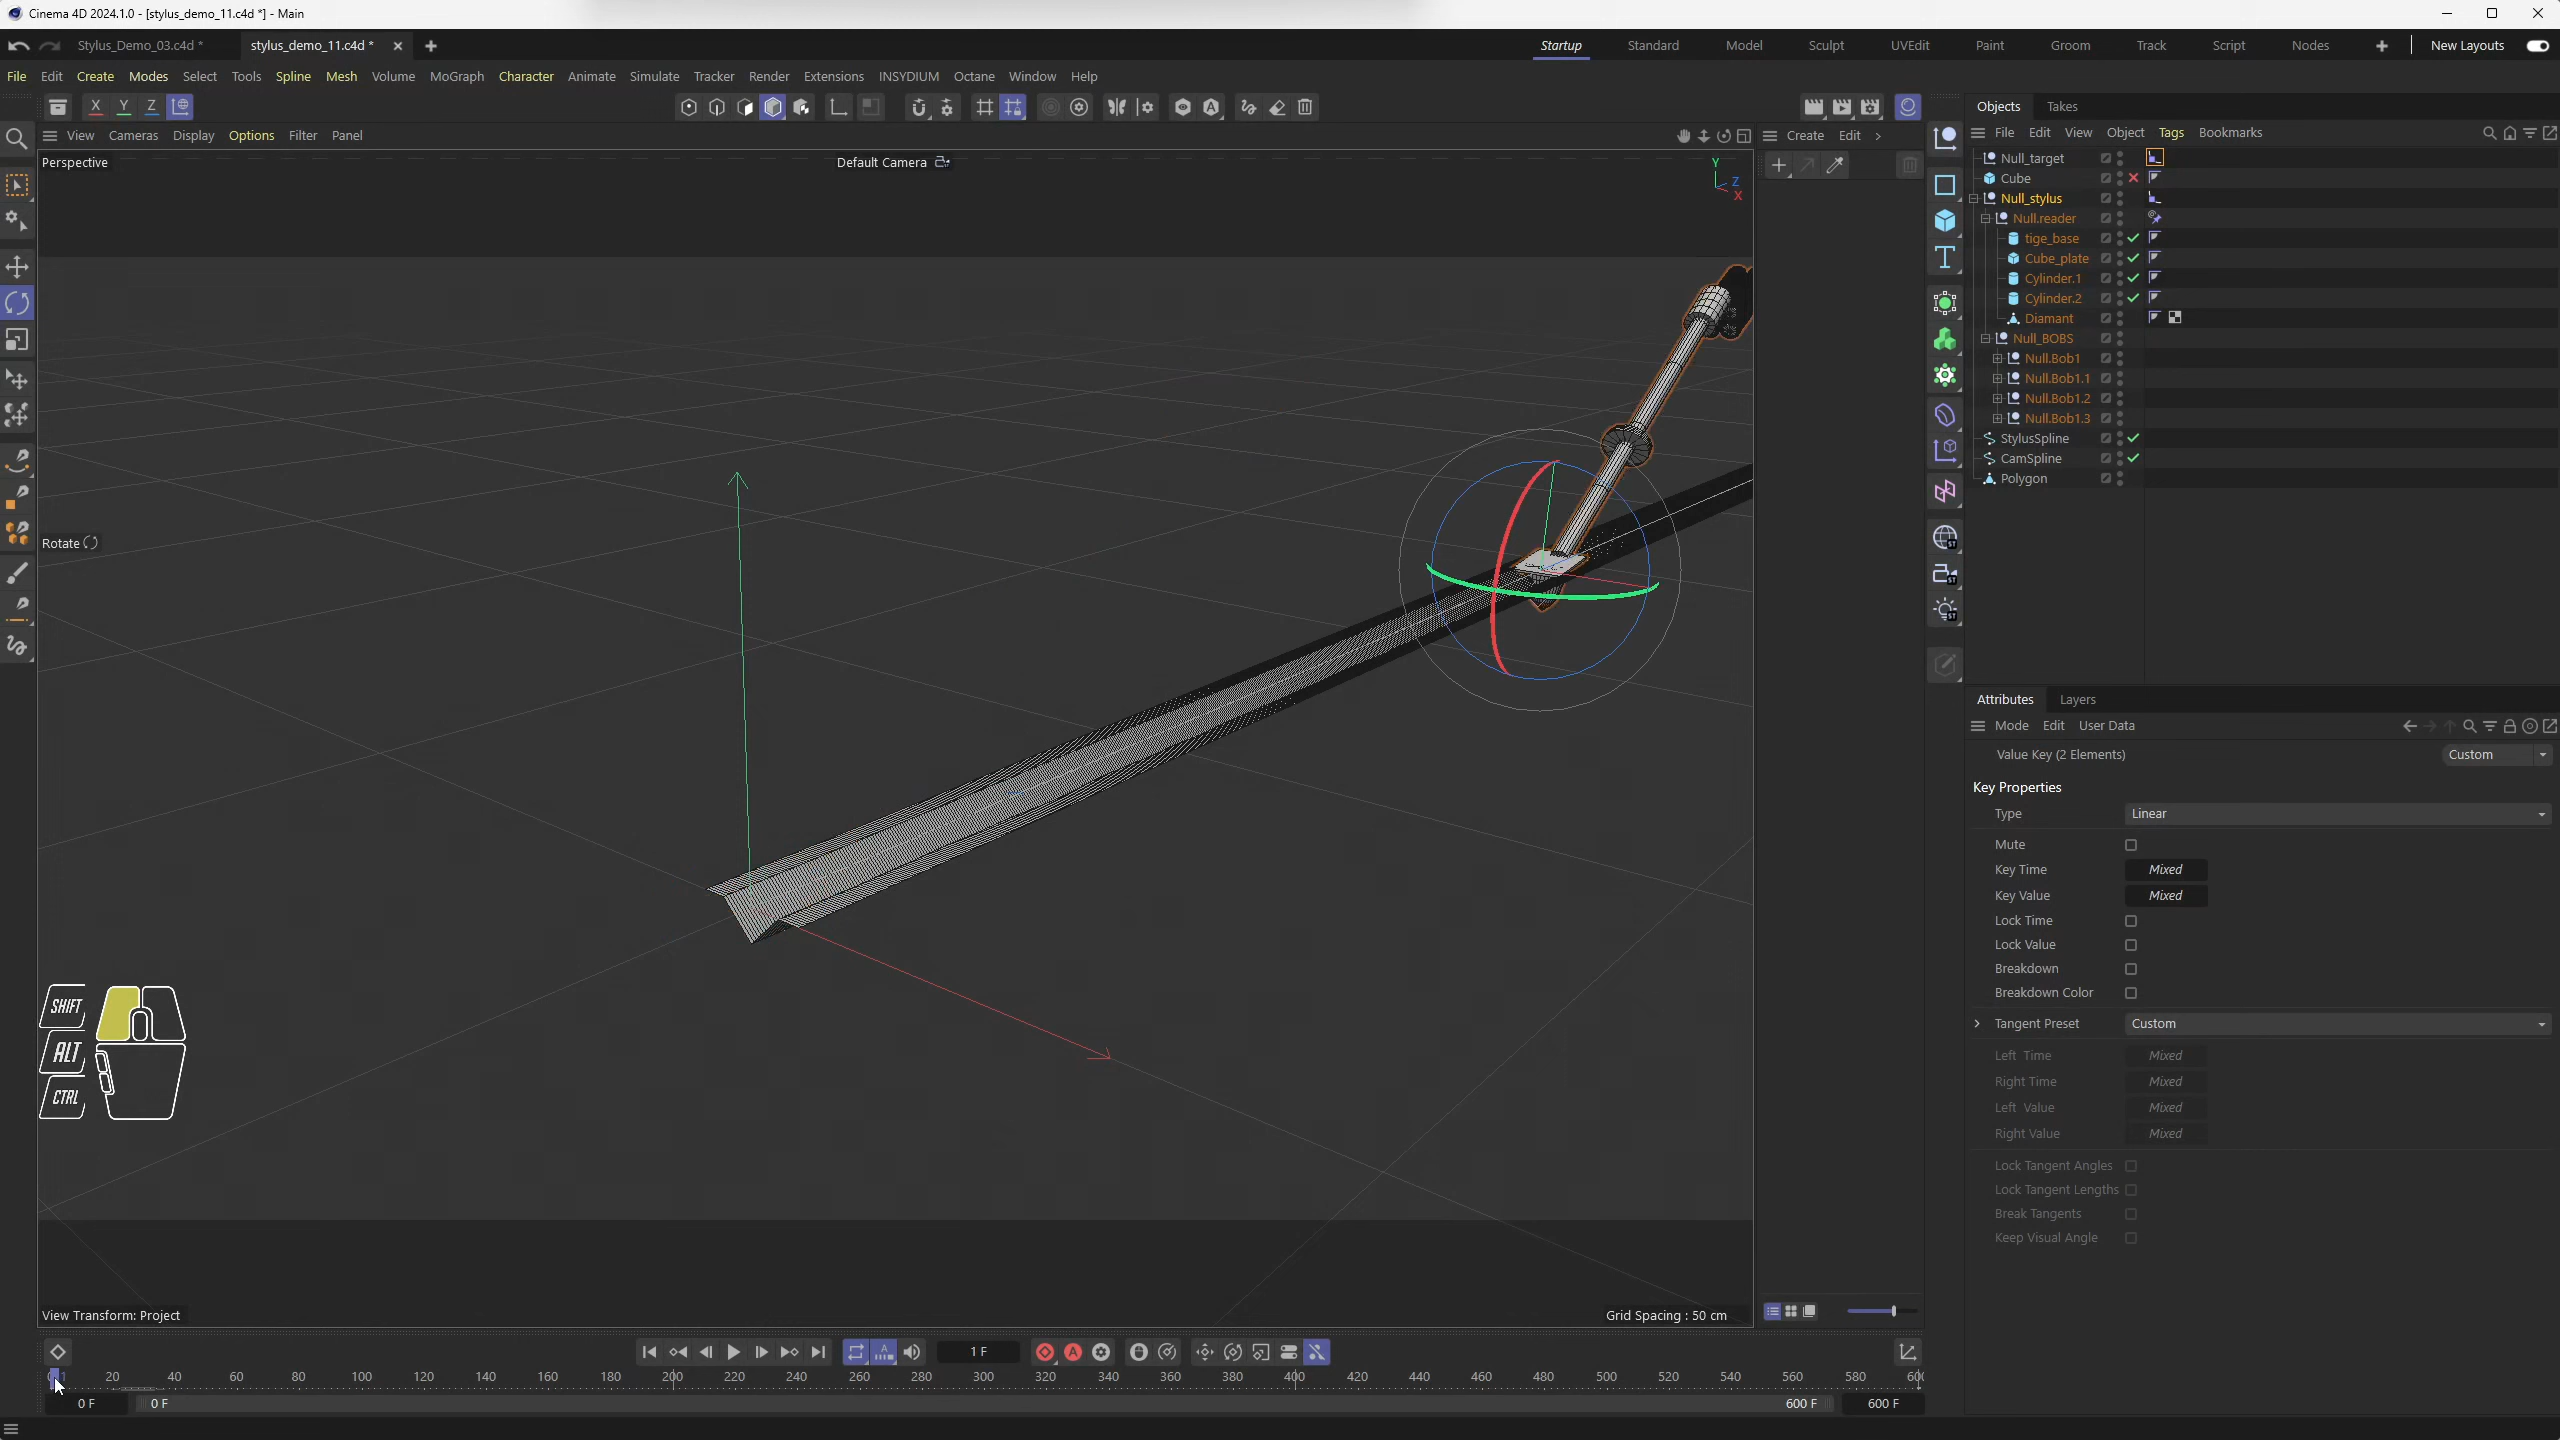 Cinema 4D 2024.1.0 - [stylus_demo_11.c4d *] - Main
Stylus_Demo_03.c4d *
stylus_demo_11.c4d *
Startup Standard Model Sculpt UVEdit Paint Groom Track Script Nodes New Layouts
File Edit Create Modes Select Tools Spline Mesh Volume MoGraph Character Animate Simulate Tracker Render Extensions INSYDIUM Octane Window Help
X Y Z
View Cameras Display Options Filter Panel
Perspective
Default Camera
Y
Z
X
Rotate
SHIFT
ALT
CTRL
View Transform: Project
Grid Spacing : 50 cm
Create Edit
Objects Takes
File Edit View Object Tags Bookmarks
Null_target
Cube
Null_stylus
Null.reader
tige_base
Cube_plate
Cylinder.1
Cylinder.2
Diamant
Null_BOBS
Null.Bob1
Null.Bob1.1
Null.Bob1.2
Null.Bob1.3
StylusSpline
CamSpline
Polygon
Attributes Layers
Mode Edit User Data
Value Key (2 Elements)
Custom
Key Properties
Type Linear
Mute
Key Time Mixed
Key Value Mixed
Lock Time
Lock Value
Breakdown
Breakdown Color
Tangent Preset Custom
Left Time Mixed
Right Time Mixed
Left Value Mixed
Right Value Mixed
Lock Tangent Angles
Lock Tangent Lengths
Break Tangents
Keep Visual Angle
1 F
20 40 60 80 100 120 140 160 180 200 220 240 260 280 300 320 340 360 380 400 420 440 460 480 500 520 540 560 580
0 F 0 F 600 F 600 F